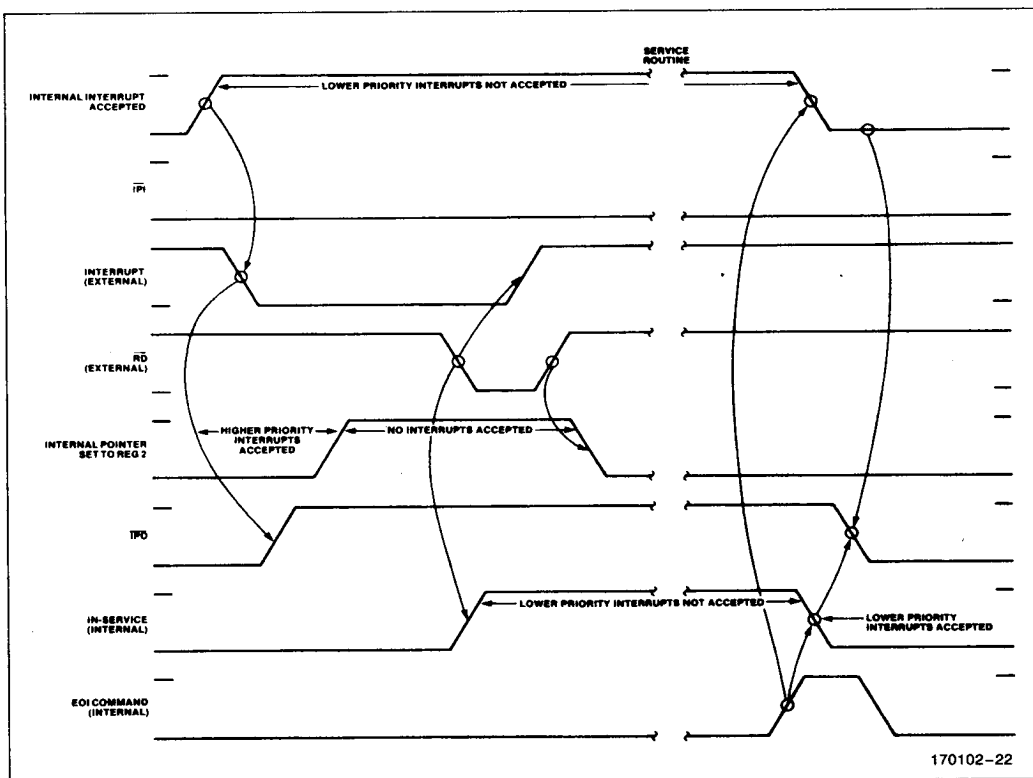 SERVICE
ROUTINE
LOWER PRIORITY INTERRUPTS NOT ACCEPTED
INTERNAL INTERRUPT
ACCEPTED
IPI
INTERRUPT
(EXTERNAL)
RD
(EXTERNAL)
HIGHER PRIORITY
INTERRUPTS
ACCEPTED
NO INTERRUPTS ACCEPTED
INTERNAL POINTER
SET TO REG 2
IPO
LOWER PRIORITY INTERRUPTS NOT ACCEPTED
IN-SERVICE
(INTERNAL)
LOWER PRIORITY
INTERRUPTS ACCEPTED
EOI COMMAND
(INTERNAL)
170102-22